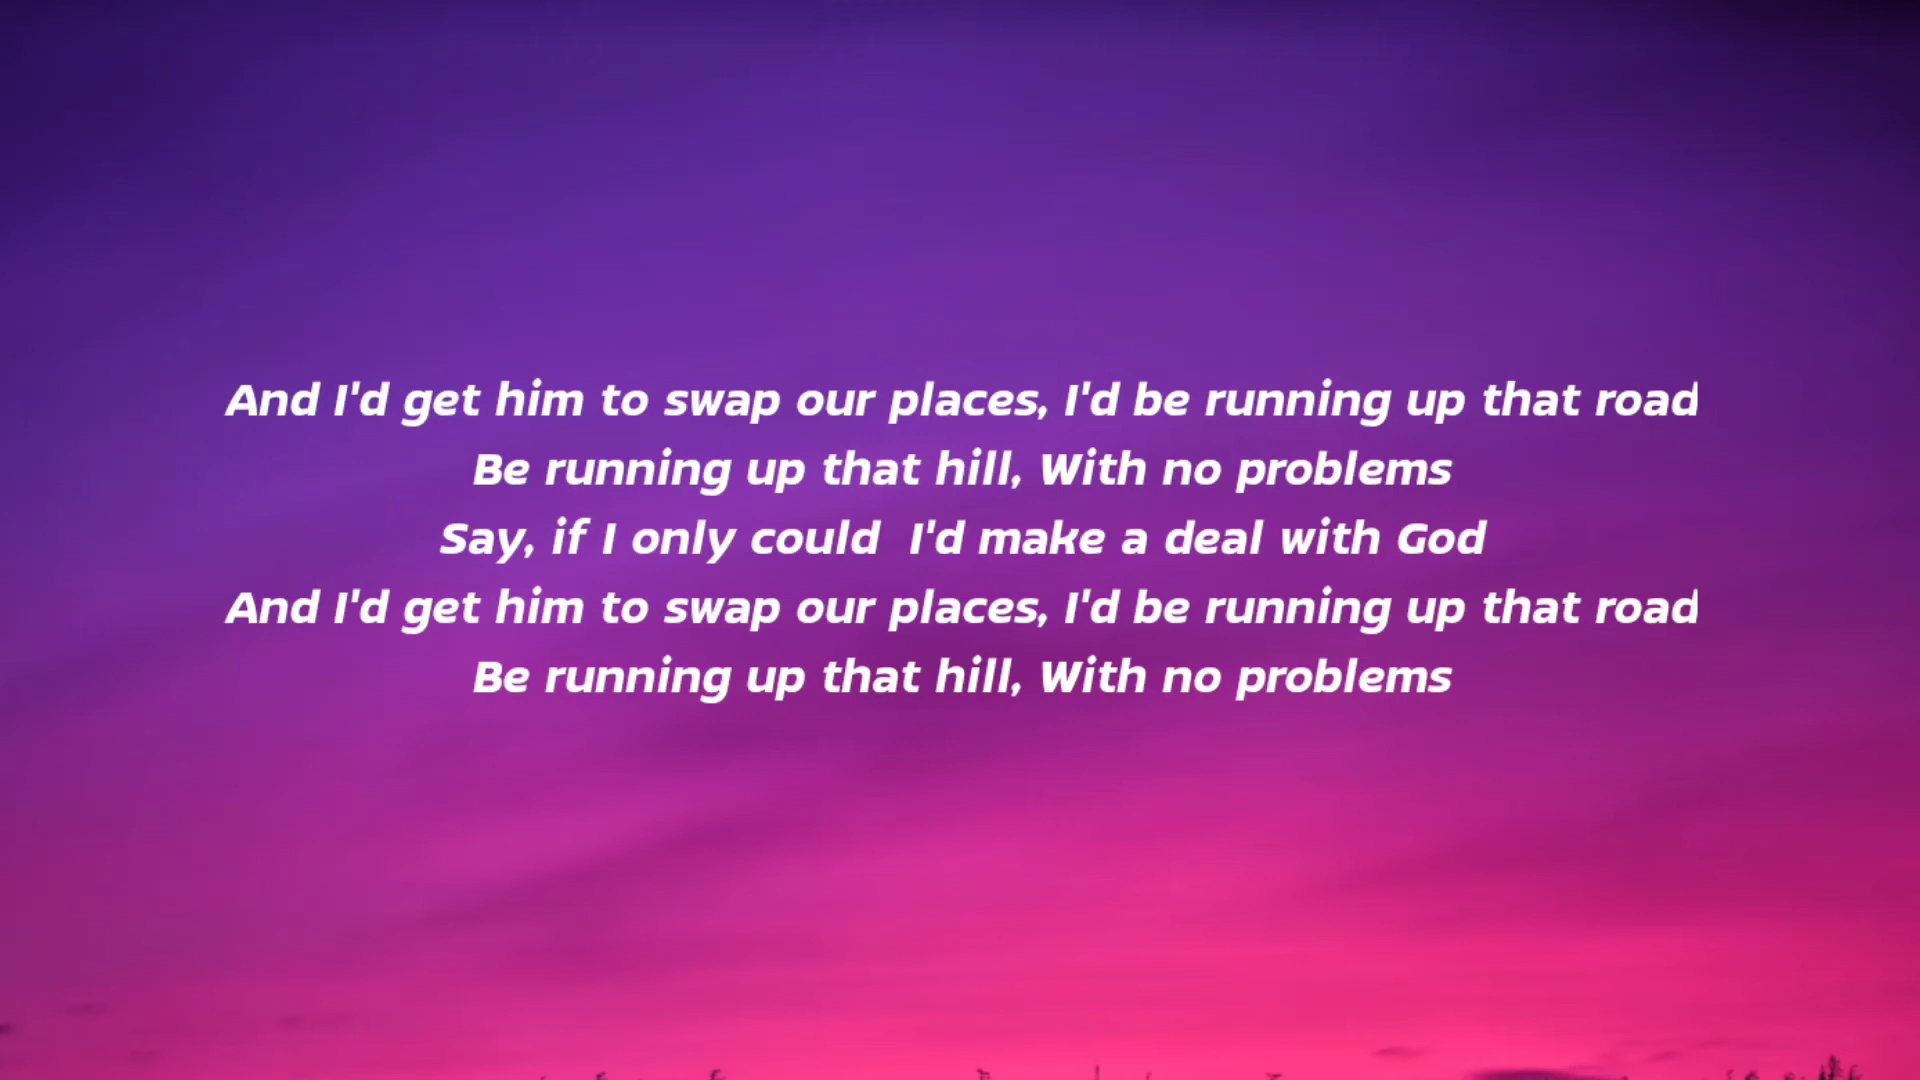 And I'd get him to swap our places, I'd be running up that road
Be running up that hill, With no problems
Say, if I only could  I'd make a deal with God
And I'd get him to swap our places, I'd be running up that road
Be running up that hill, With no problems